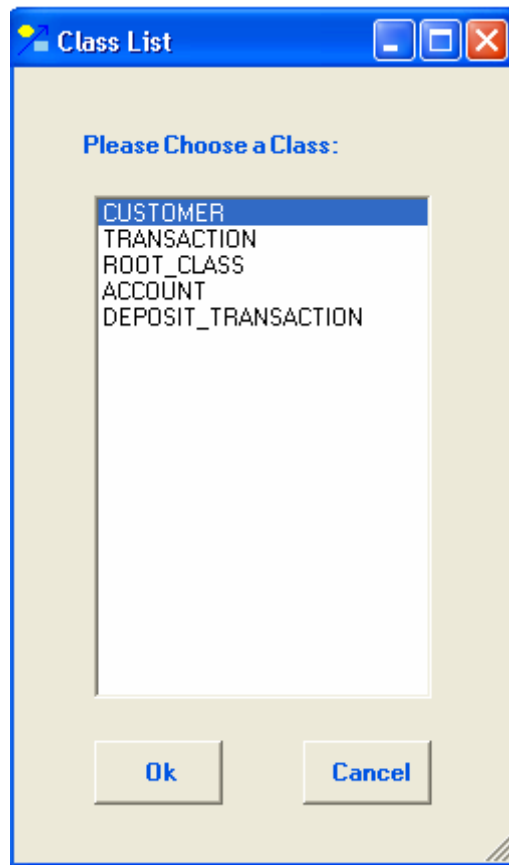 Class List
Please Choose a Class:
CUSTOMER
TRANSACTION
ROOT_CLASS
ACCOUNT
DEPOSIT_TRANSACTION
Ok Cancel